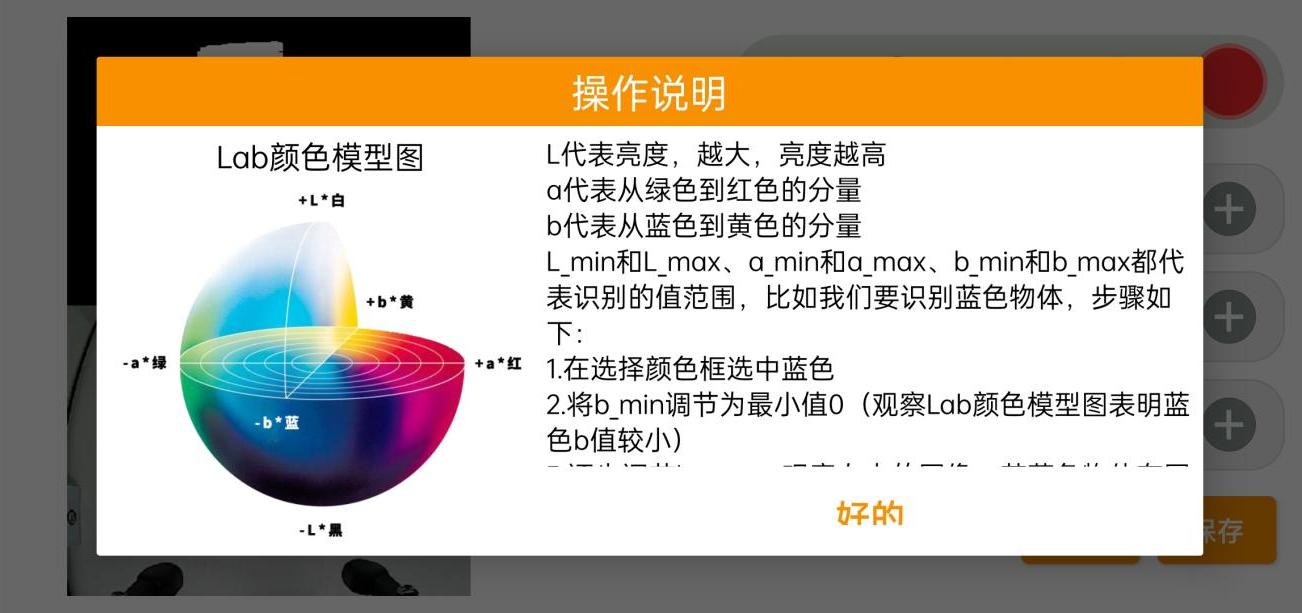 操作说明
Lab颜色模型图
+L*白
+b*黄
-a*绿
+a*红
-b*蓝
-L*黑
L代表亮度，越大，亮度越高
a代表从绿色到红色的分量
b代表从蓝色到黄色的分量
L_min和L_max、a_min和a_max、b_min和b_max都代
表识别的值范围，比如我们要识别蓝色物体，步骤如
下：
1.在选择颜色框选中蓝色
2.将b_min调节为最小值0（观察Lab颜色模型图表明蓝
色b值较小）
好的
保存